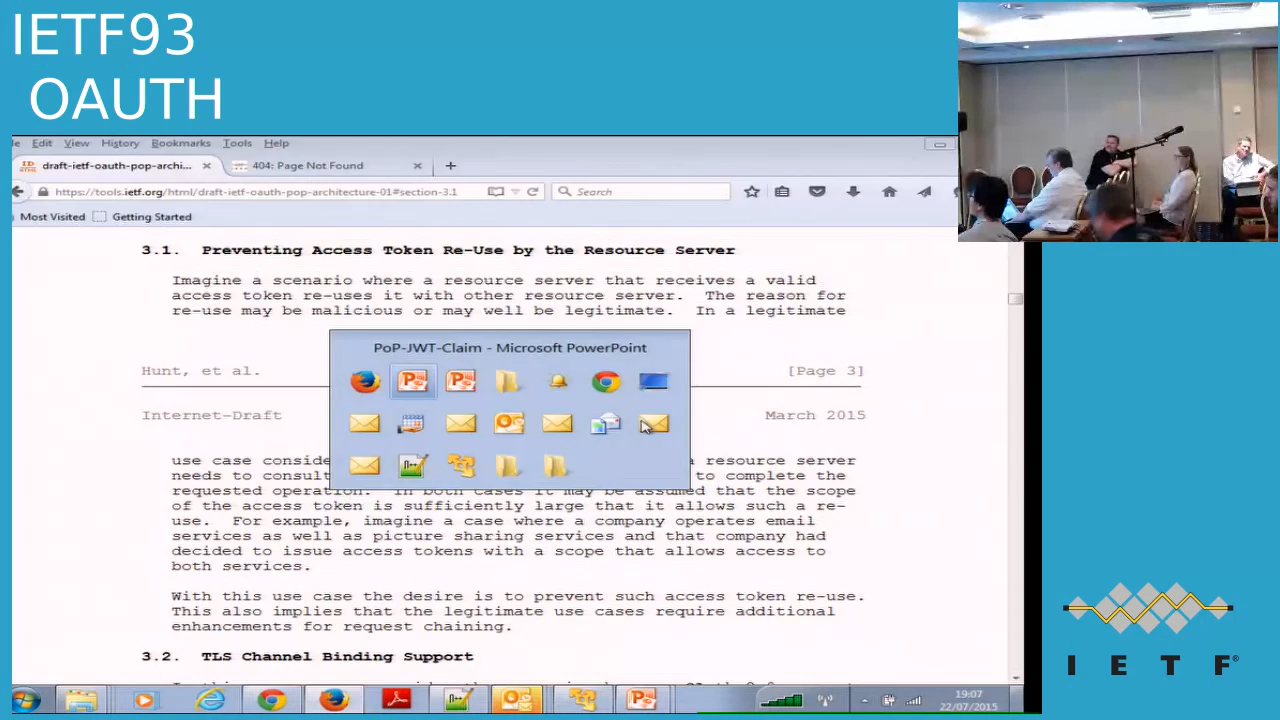 IETF93
OAUTH
Edit View History Bookmarks Tools Help
draft-ietf-oauth-pop-archi... × 404: Page Not Found ×
https://tools.ietf.org/html/draft-ietf-oauth-pop-architecture-01#section-3.1 Search
Most Visited Getting Started
3.1. Preventing Access Token Re-Use by the Resource Server
Imagine a scenario where a resource server that receives a valid
access token re-uses it with other resource server. The reason for
re-use may be malicious or may well be legitimate. In a legitimate
PoP-JWT-Claim - Microsoft PowerPoint
Hunt, et al. [Page 3]
Internet-Draft March 2015
use case conside resource server
needs to consult to complete the
requested operation. In both cases it may be assumed that the scope
of the access token is sufficiently large that it allows such a re-
use. For example, imagine a case where a company operates email
services as well as picture sharing services and that company had
decided to issue access tokens with a scope that allows access to
both services.
With this use case the desire is to prevent such access token re-use.
This also implies that the legitimate use cases require additional
enhancements for request chaining.
3.2. TLS Channel Binding Support
19:07
22/07/2015
I E T F®